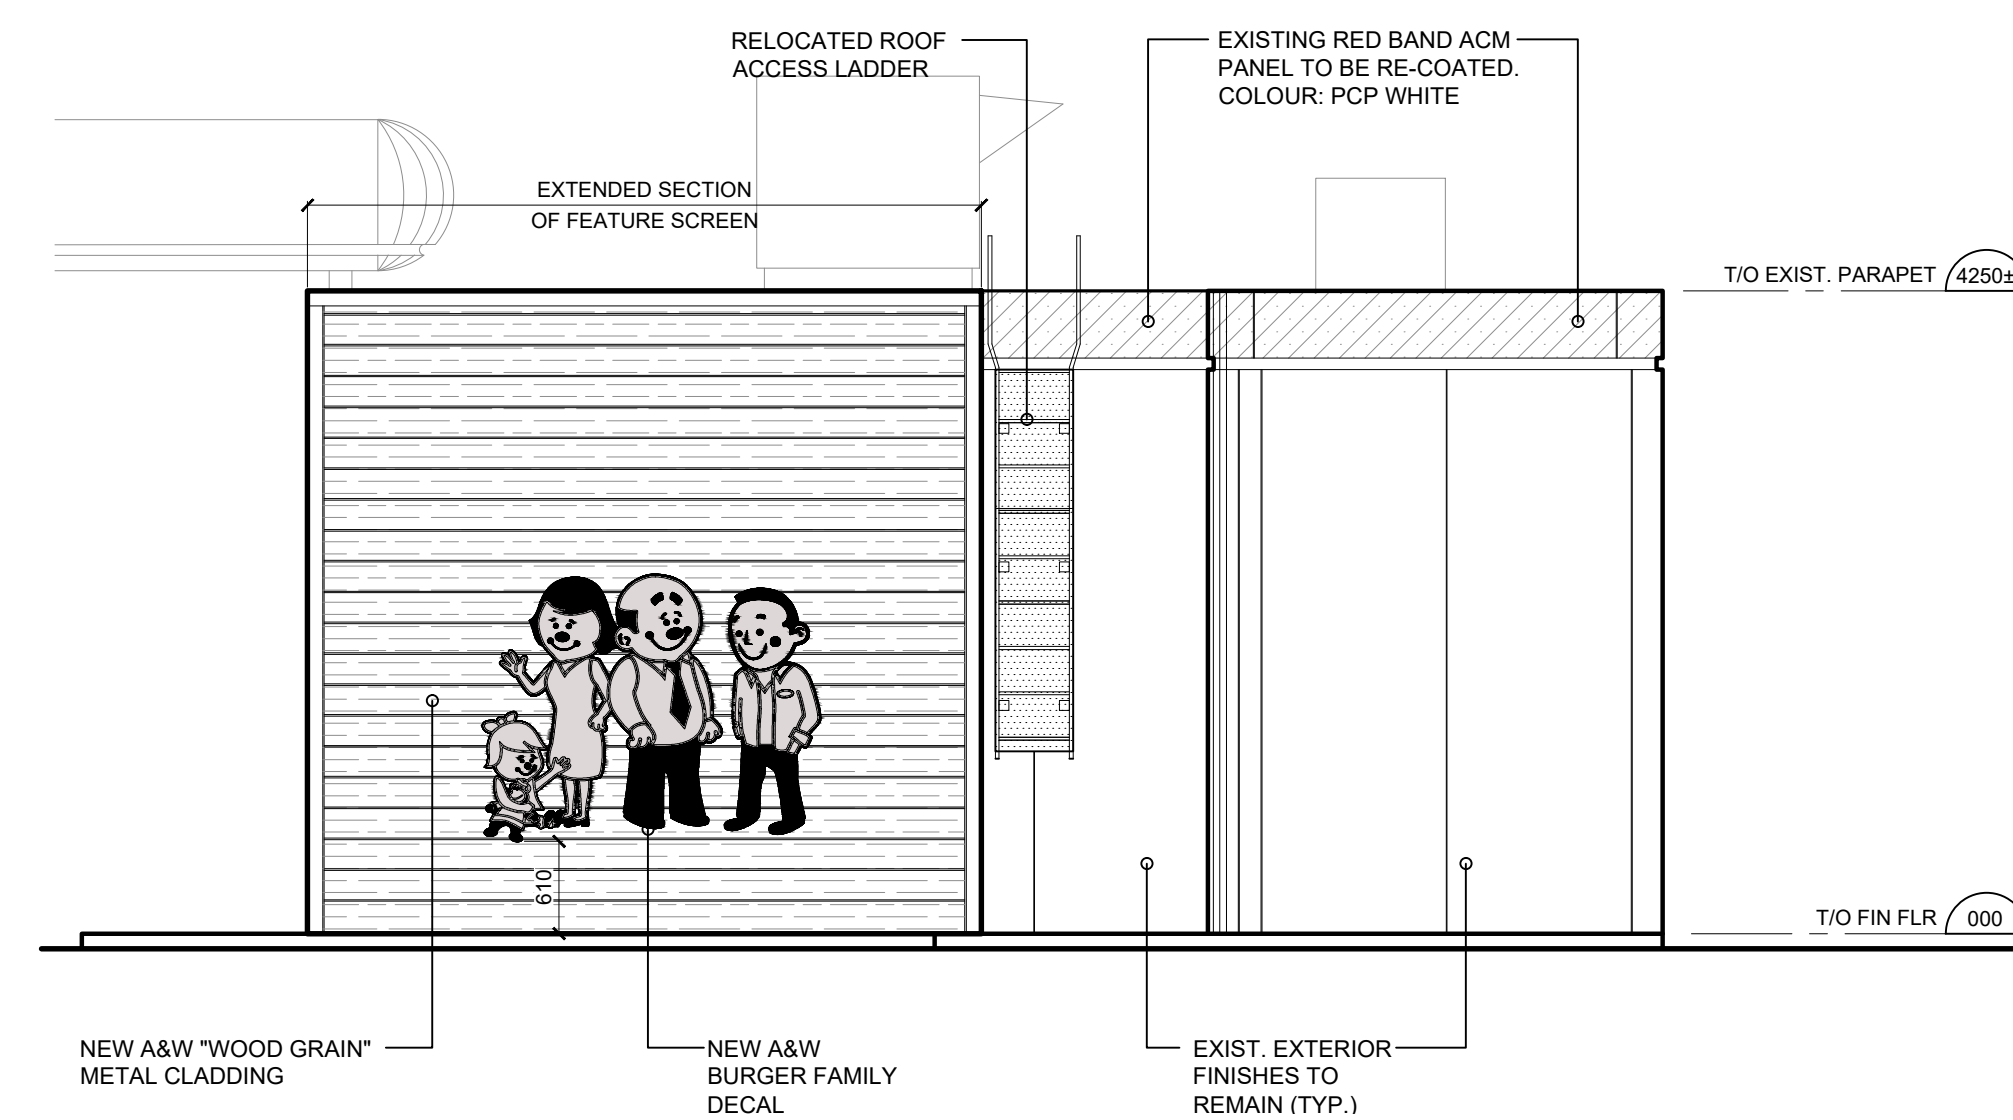 RELOCATED ROOF
ACCESS LADDER
EXISTING RED BAND ACM
PANEL TO BE RE-COATED.
COLOUR: PCP WHITE
EXTENDED SECTION
OF FEATURE SCREEN
T/O EXIST. PARAPET 4250±
610
T/O FIN FLR 000
NEW A&W "WOOD GRAIN"
METAL CLADDING
NEW A&W
BURGER FAMILY
DECAL
EXIST. EXTERIOR
FINISHES TO
REMAIN (TYP.)